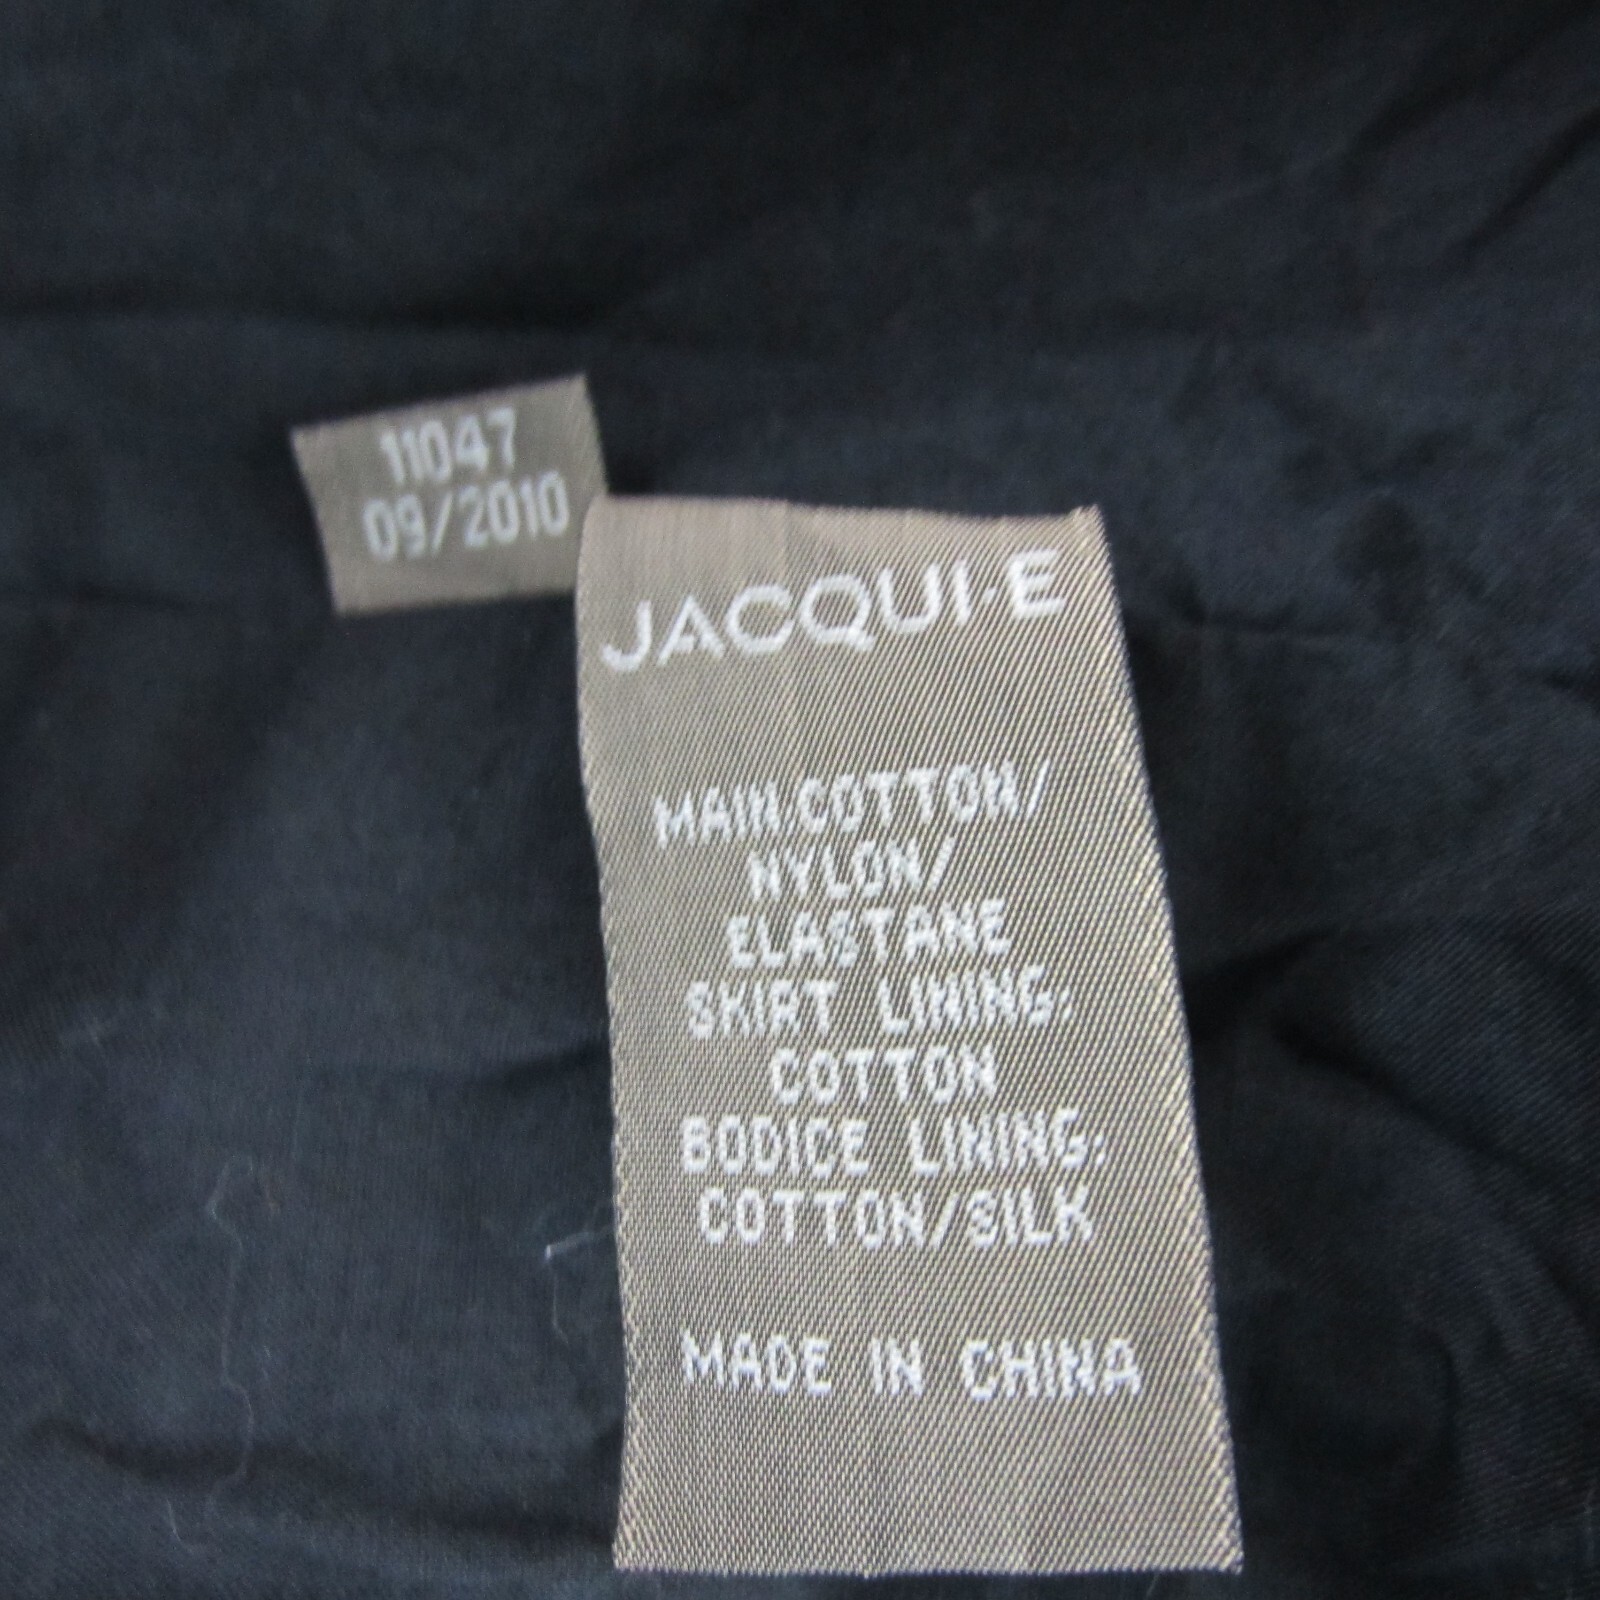 11047
09/2010
JACQUI·E
MAIN:COTTON/
NYLON/
ELASTANE
SKIRT LINING:
COTTON
BODICE LINING:
COTTON/SILK
MADE IN CHINA